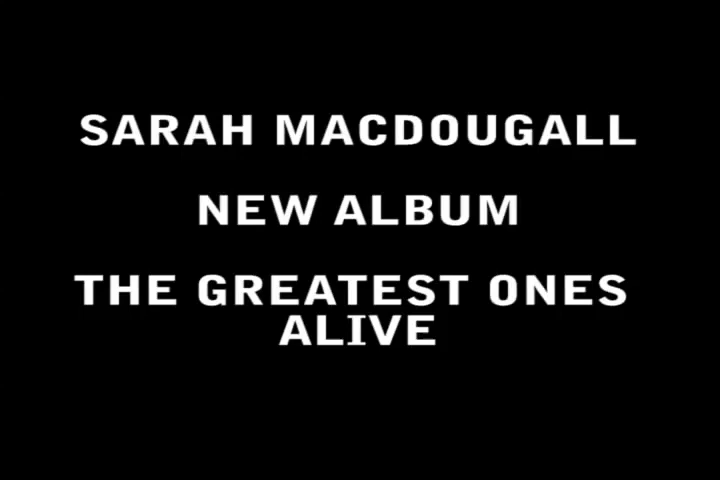 SARAH MACDOUGALL
NEW ALBUM
THE GREATEST ONES
ALIVE